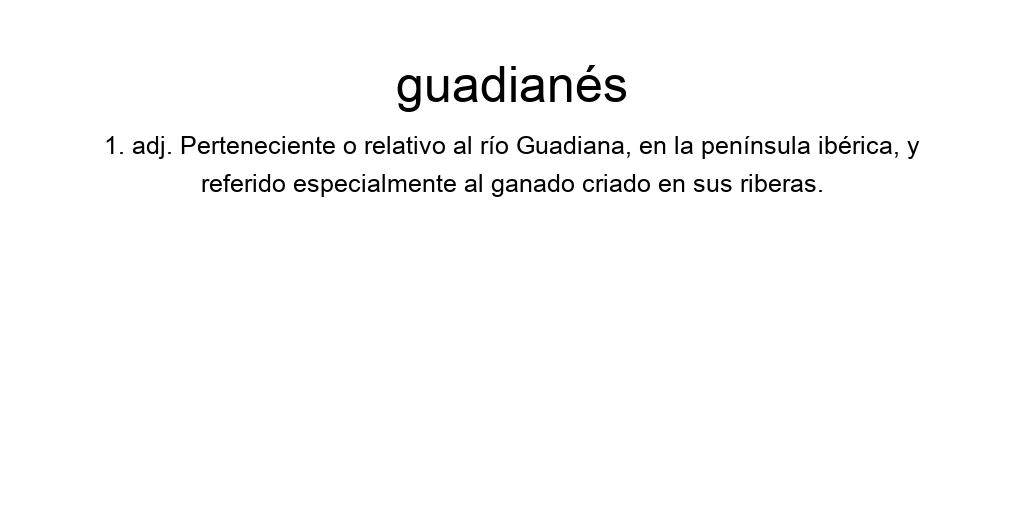 guadianés
1. adj. Perteneciente o relativo al río Guadiana, en la península ibérica, y
referido especialmente al ganado criado en sus riberas.